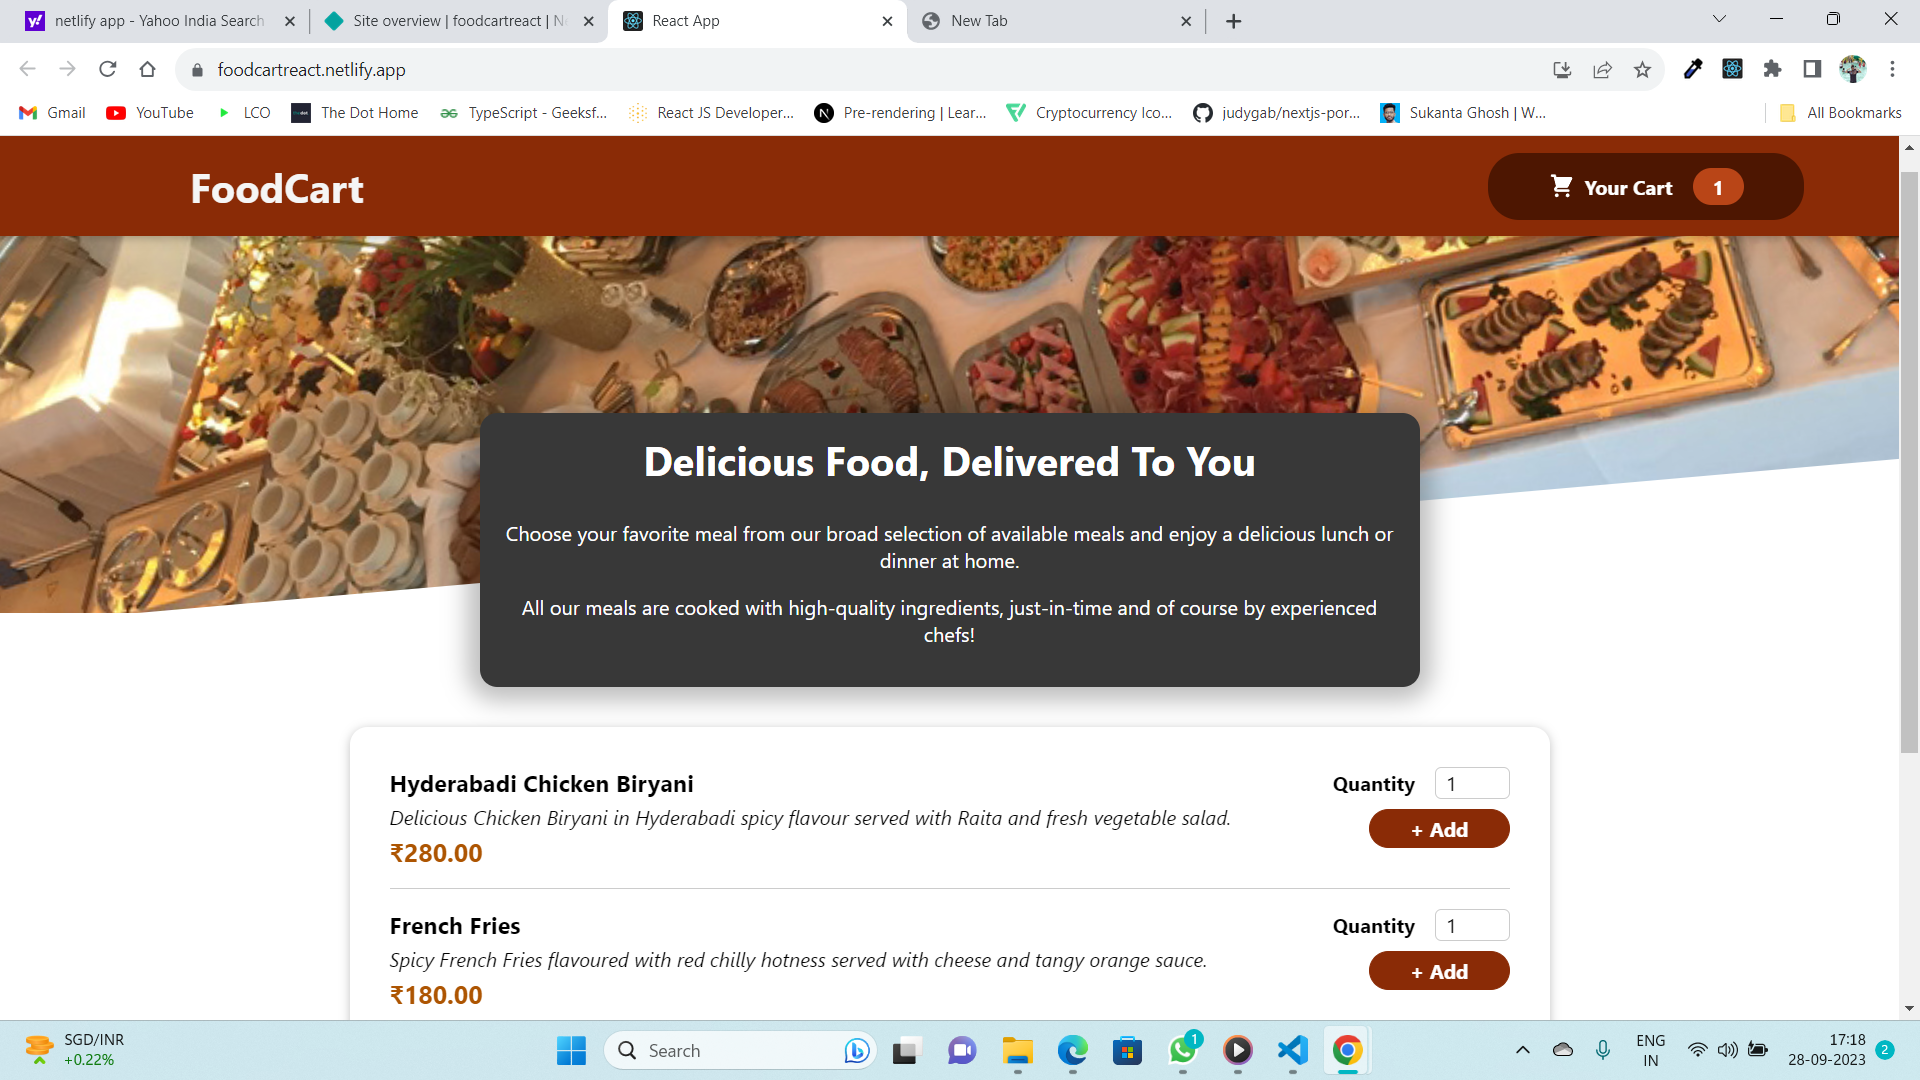 netlify app - Yahoo India Search
Site overview | foodcartreact | N
React App
New Tab
foodcartreact.netlify.app
Gmail
YouTube
LCO
The Dot Home
TypeScript - Geeksf...
React JS Developer...
Pre-rendering | Lear...
Cryptocurrency Ico...
judygab/nextjs-por...
Sukanta Ghosh | W...
All Bookmarks
FoodCart
Your Cart 1
Delicious Food, Delivered To You
Choose your favorite meal from our broad selection of available meals and enjoy a delicious lunch or
dinner at home.
All our meals are cooked with high-quality ingredients, just-in-time and of course by experienced
chefs!
Hyderabadi Chicken Biryani
Quantity 1
Delicious Chicken Biryani in Hyderabadi spicy flavour served with Raita and fresh vegetable salad.
+ Add
₹280.00
French Fries
Quantity 1
Spicy French Fries flavoured with red chilly hotness served with cheese and tangy orange sauce.
+ Add
₹180.00
SGD/INR
+0.22%
Search
1
ENG
IN
17:18
28-09-2023
2